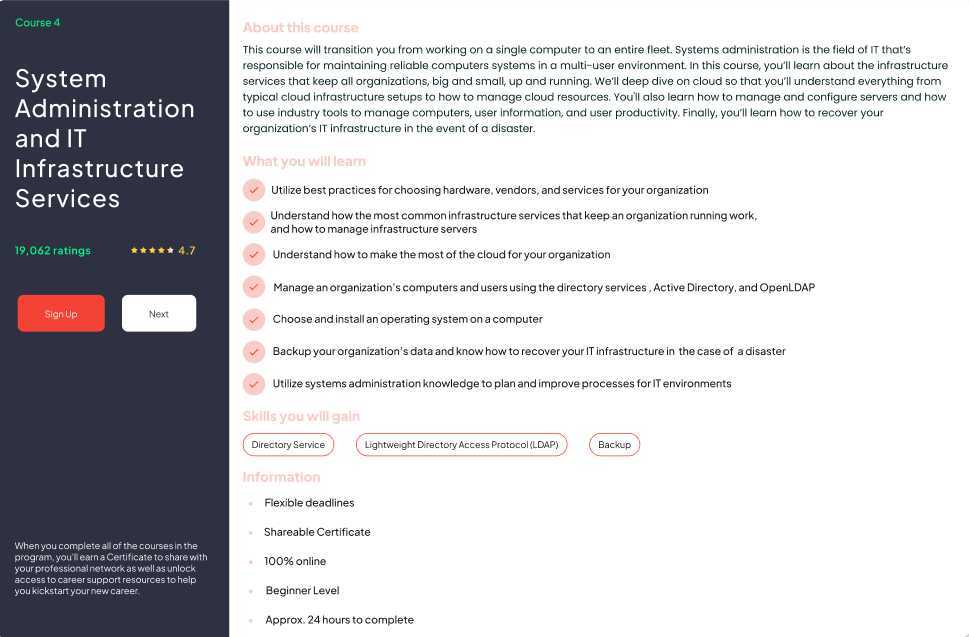 Course 4
System
Administration
and IT
Infrastructure
Services
19,062 ratings
4.7
Sign Up
Next
When you complete all of the courses in the
program, you'll earn a Certificate to share with
your professional network as well as unlock
access to career support resources to help
you kickstart your new career.
About this course
This course will transition you from working on a single computer to an entire fleet. Systems administration is the field of IT that's
responsible for maintaining reliable computers systems in a multi-user environment. In this course, you'll learn about the infrastructure
services that keep all organizations, big and small, up and running. We'll deep dive on cloud so that you'll understand everything from
typical cloud infrastructure setups to how to manage cloud resources. You'll also learn how to manage and configure servers and how
to use industry tools to manage computers, user information, and user productivity. Finally, you'll learn how to recover your
organization's IT infrastructure in the event of a disaster.
What you will learn
Utilize best practices for choosing hardware, vendors, and services for your organization
Understand how the most common infrastructure services that keep an organization running work,
and how to manage infrastructure servers
Understand how to make the most of the cloud for your organization
Manage an organization's computers and users using the directory services , Active Directory, and OpenLDAP
Choose and install an operating system on a computer
Backup your organization's data and know how to recover your IT infrastructure in the case of a disaster
Utilize systems administration knowledge to plan and improve processes for IT environments
Skills you will gain
Directory Service
Lightweight Directory Access Protocol (LDAP)
Backup
Information
Flexible deadlines
Shareable Certificate
100% online
Beginner Level
Approx. 24 hours to complete